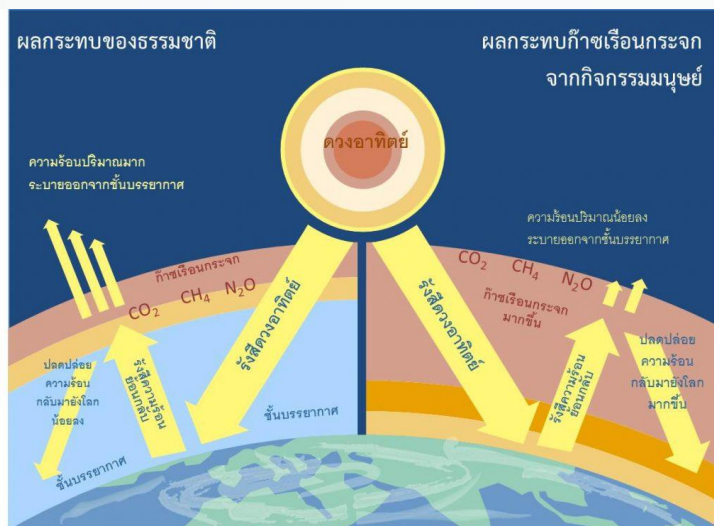 ผลกระทบของธรรมชาติ
ผลกระทบก๊าซเรือนกระจก
จากกิจกรรมมนุษย์
ดวงอาทิตย์
ความร้อนปริมาณมาก
ระบายออกจากชั้นบรรยากาศ
ก๊าซเรือนกระจก
CO₂ CH₄ N₂O
รังสีดวงอาทิตย์
ปลดปล่อย
ความร้อน
กลับมายังโลก
น้อยลง
รังสีความร้อน
ย้อนกลับ
ชั้นบรรยากาศ
ชั้นบรรยากาศ
ความร้อนปริมาณน้อยลง
ระบายออกจากชั้นบรรยากาศ
CO₂ CH₄ N₂O
ก๊าซเรือนกระจก
มากขึ้น
รังสีดวงอาทิตย์
รังสีความร้อน
ย้อนกลับ
ปลดปล่อย
ความร้อน
กลับมายังโลก
มากขึ้น